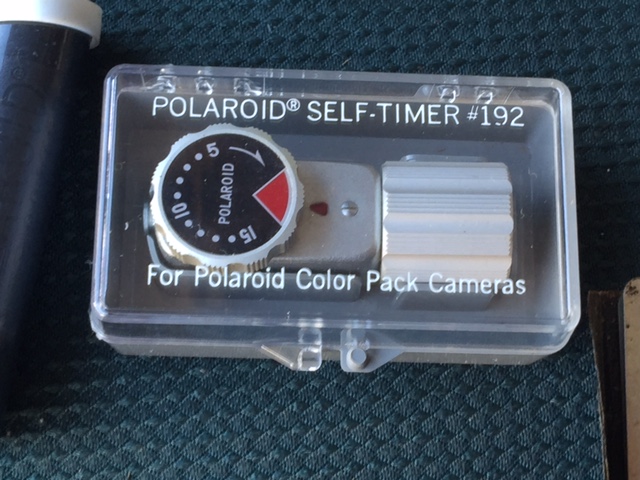 POLAROID® SELF-TIMER #192
5
10
15
POLAROID
For Polaroid Color Pack Cameras